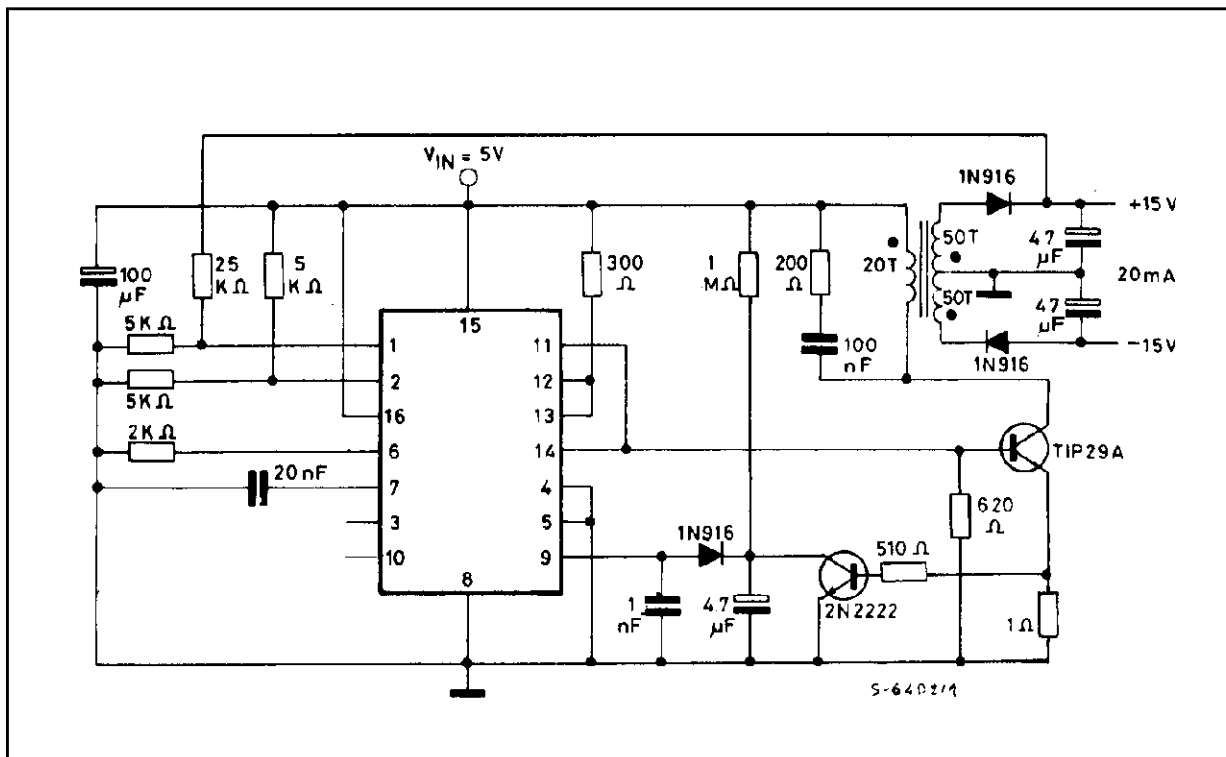 V_IN = 5V
1N916
+15V
100 µF
25 KΩ
5 KΩ
300 Ω
1 MΩ
200 Ω
20T
50T
50T
47 µF
20mA
47 µF
5KΩ
15
1
11
100 nF
1N916
-15V
5KΩ
2
12
16
13
2KΩ
6
14
TIP29A
20nF
7
4
3
5
620 Ω
1N916
510 Ω
10
9
8
1 nF
4.7 µF
2N2222
1Ω
S-6402/1